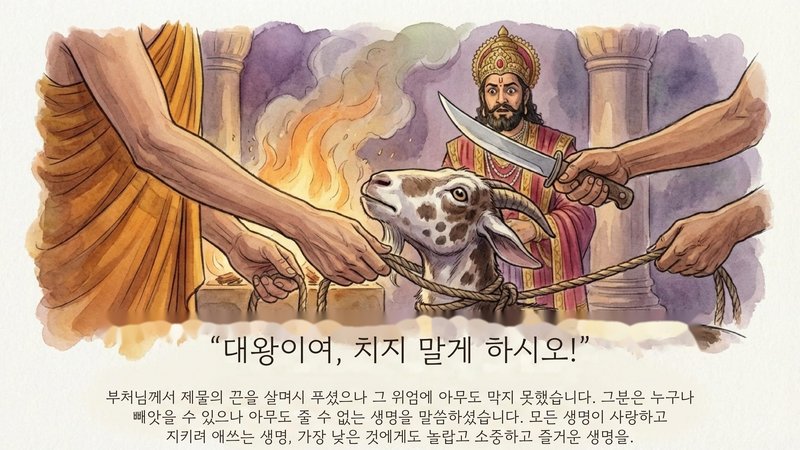 “대왕이여, 치지 말게 하시오!”
부처님께서 제물의 끈을 살며시 푸셨으나 그 위엄에 아무도 막지 못했습니다. 그분은 누구나
빼앗을 수 있으나 아무도 줄 수 없는 생명을 말씀하셨습니다. 모든 생명이 사랑하고
지키려 애쓰는 생명, 가장 낮은 것에게도 놀랍고 소중하고 즐거운 생명을.